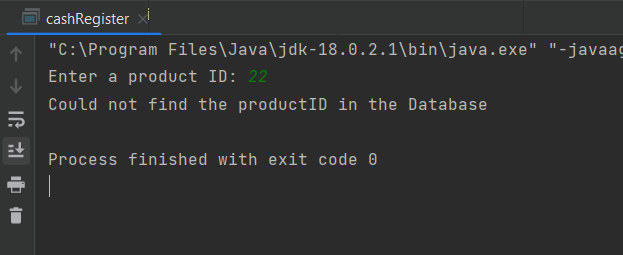 cashRegister
"C:\Program Files\Java\jdk-18.0.2.1\bin\java.exe" "-javaag
Enter a product ID: 22
Could not find the productID in the Database
Process finished with exit code 0